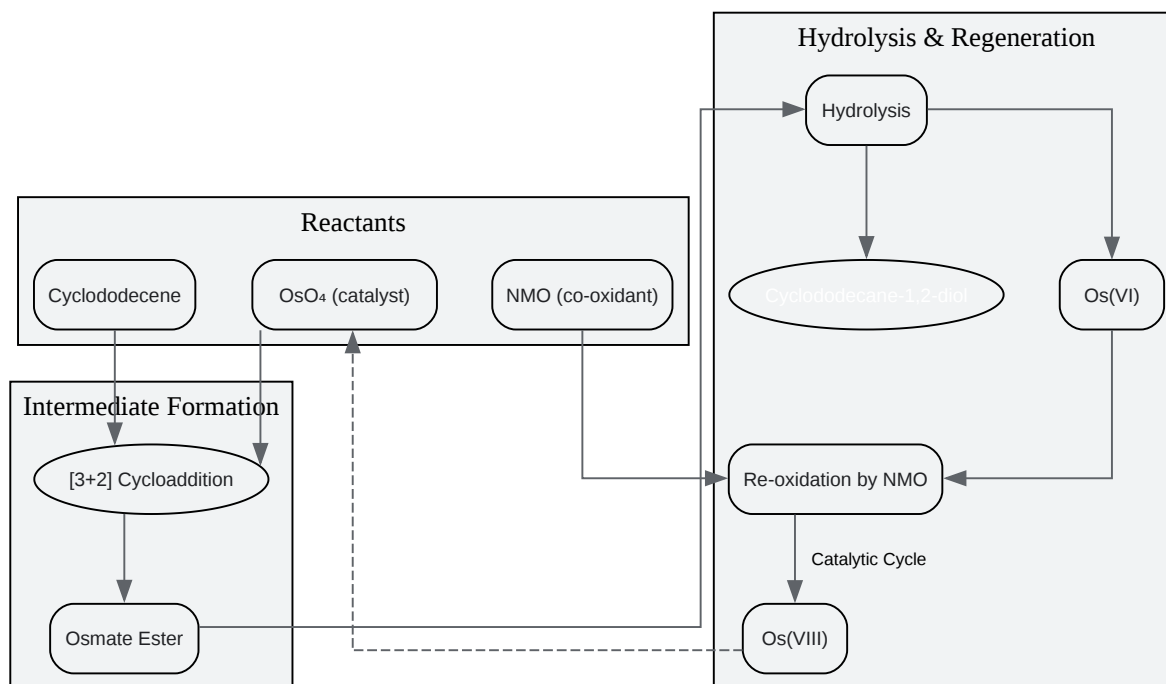 Hydrolysis & Regeneration
Hydrolysis
Reactants
Cyclododecene
OsO₄ (catalyst)
NMO (co-oxidant)
Cyclododecane-1,2-diol
Os(VI)
Intermediate Formation
[3+2] Cycloaddition
Re-oxidation by NMO
Catalytic Cycle
Osmate Ester
Os(VIII)